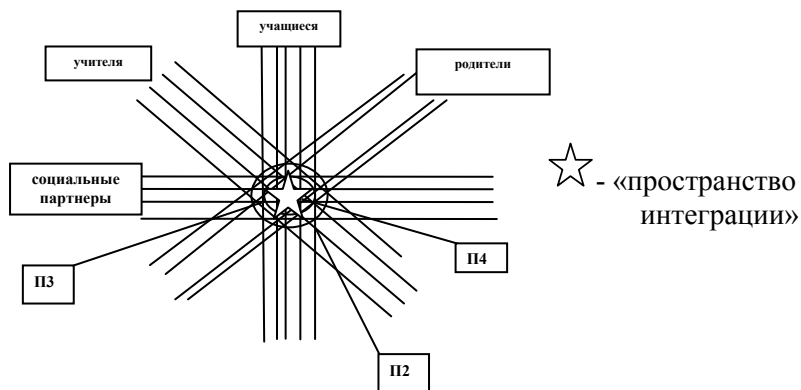 учащиеся
учителя
родители
социальные
партнеры
- «пространство
интеграции»
П4
П3
П2